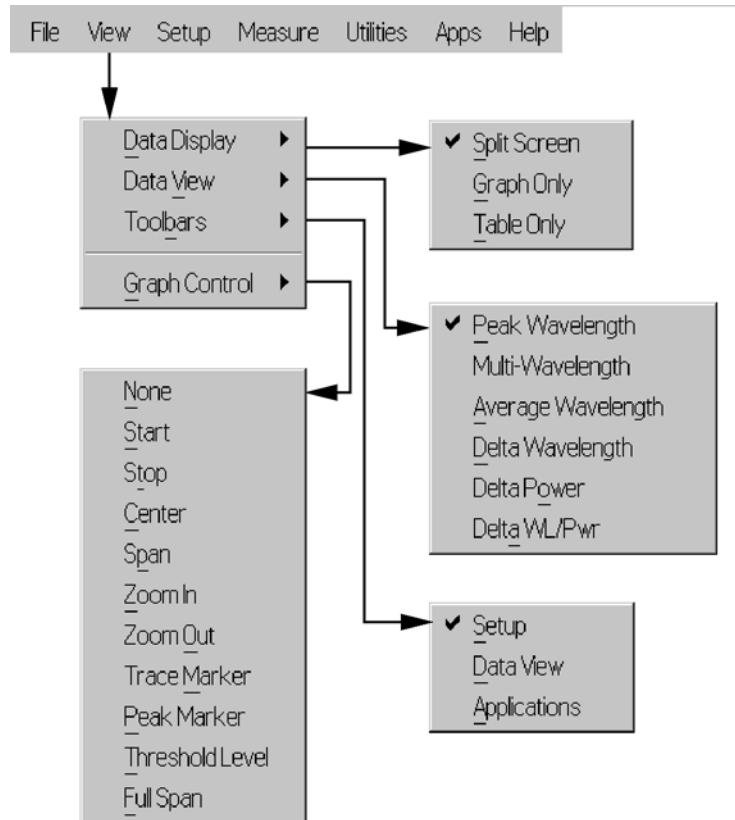 File View Setup Measure Utilities Apps Help
Data Display
Data View
Toolbars
Graph Control
Split Screen
Graph Only
Table Only
Peak Wavelength
Multi-Wavelength
Average Wavelength
Delta Wavelength
Delta Power
Delta WL/Pwr
None
Start
Stop
Center
Span
Zoom In
Zoom Out
Trace Marker
Peak Marker
Threshold Level
Full Span
Setup
Data View
Applications